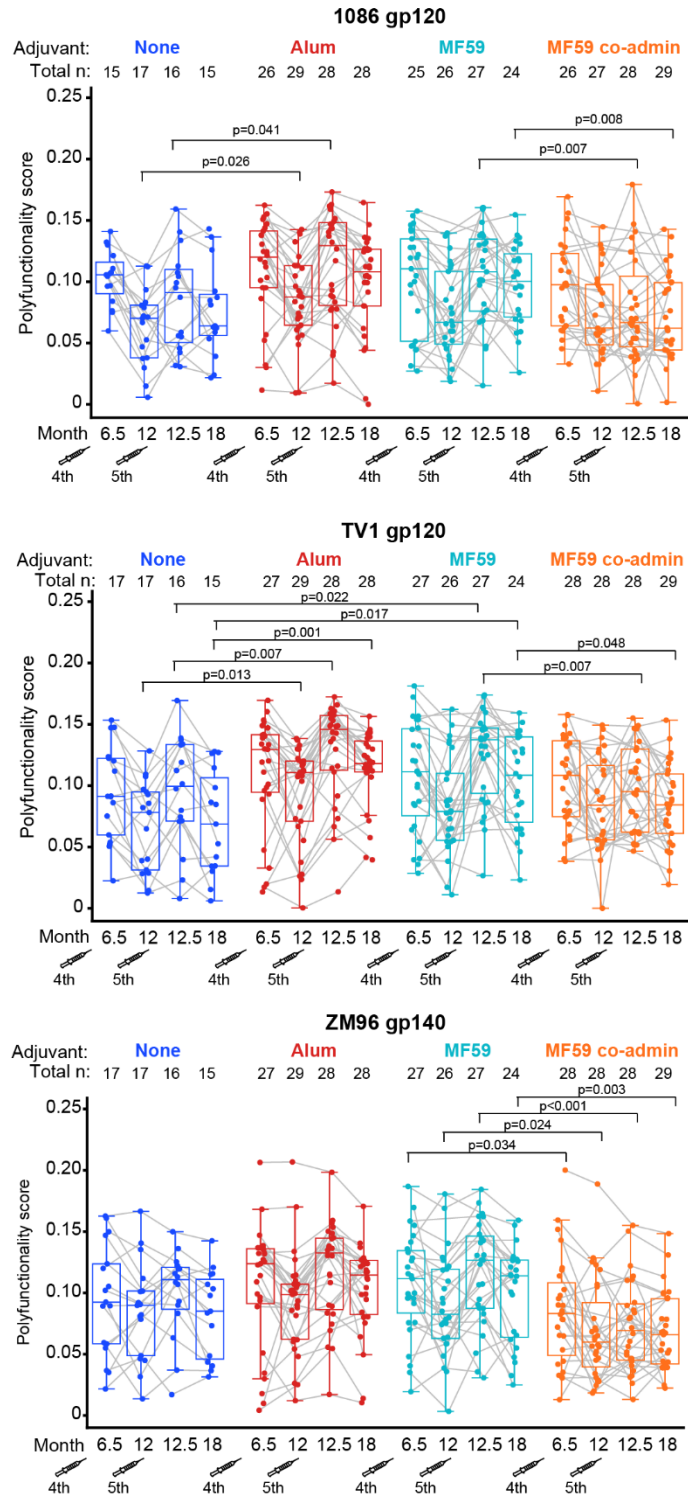 1086 gp120
Adjuvant: None Alum MF59 MF59 co-admin
Total n: 15 17 16 15 26 29 28 28 25 26 27 24 26 27 28 29
0.25
p=0.008
0.20
p=0.041
p=0.007
p=0.026
0.15
Polyfunctionality score
0.10
0.05
0
Month 6.5 12 12.5 18 6.5 12 12.5 18 6.5 12 12.5 18 6.5 12 12.5 18
4th 5th 4th 5th 4th 5th 4th 5th
TV1 gp120
Adjuvant: None Alum MF59 MF59 co-admin
Total n: 17 17 16 15 27 29 28 28 27 26 27 24 28 28 28 29
0.25
p=0.022
p=0.017
p=0.001
p=0.048
0.20
p=0.007
p=0.007
p=0.013
0.15
Polyfunctionality score
0.10
0.05
0
Month 6.5 12 12.5 18 6.5 12 12.5 18 6.5 12 12.5 18 6.5 12 12.5 18
4th 5th 4th 5th 4th 5th 4th 5th
ZM96 gp140
Adjuvant: None Alum MF59 MF59 co-admin
Total n: 17 17 16 15 27 29 28 28 27 26 27 24 28 28 28 29
0.25
p=0.003
p<0.001
p=0.024
p=0.034
0.20
0.15
Polyfunctionality score
0.10
0.05
0
Month 6.5 12 12.5 18 6.5 12 12.5 18 6.5 12 12.5 18 6.5 12 12.5 18
4th 5th 4th 5th 4th 5th 4th 5th